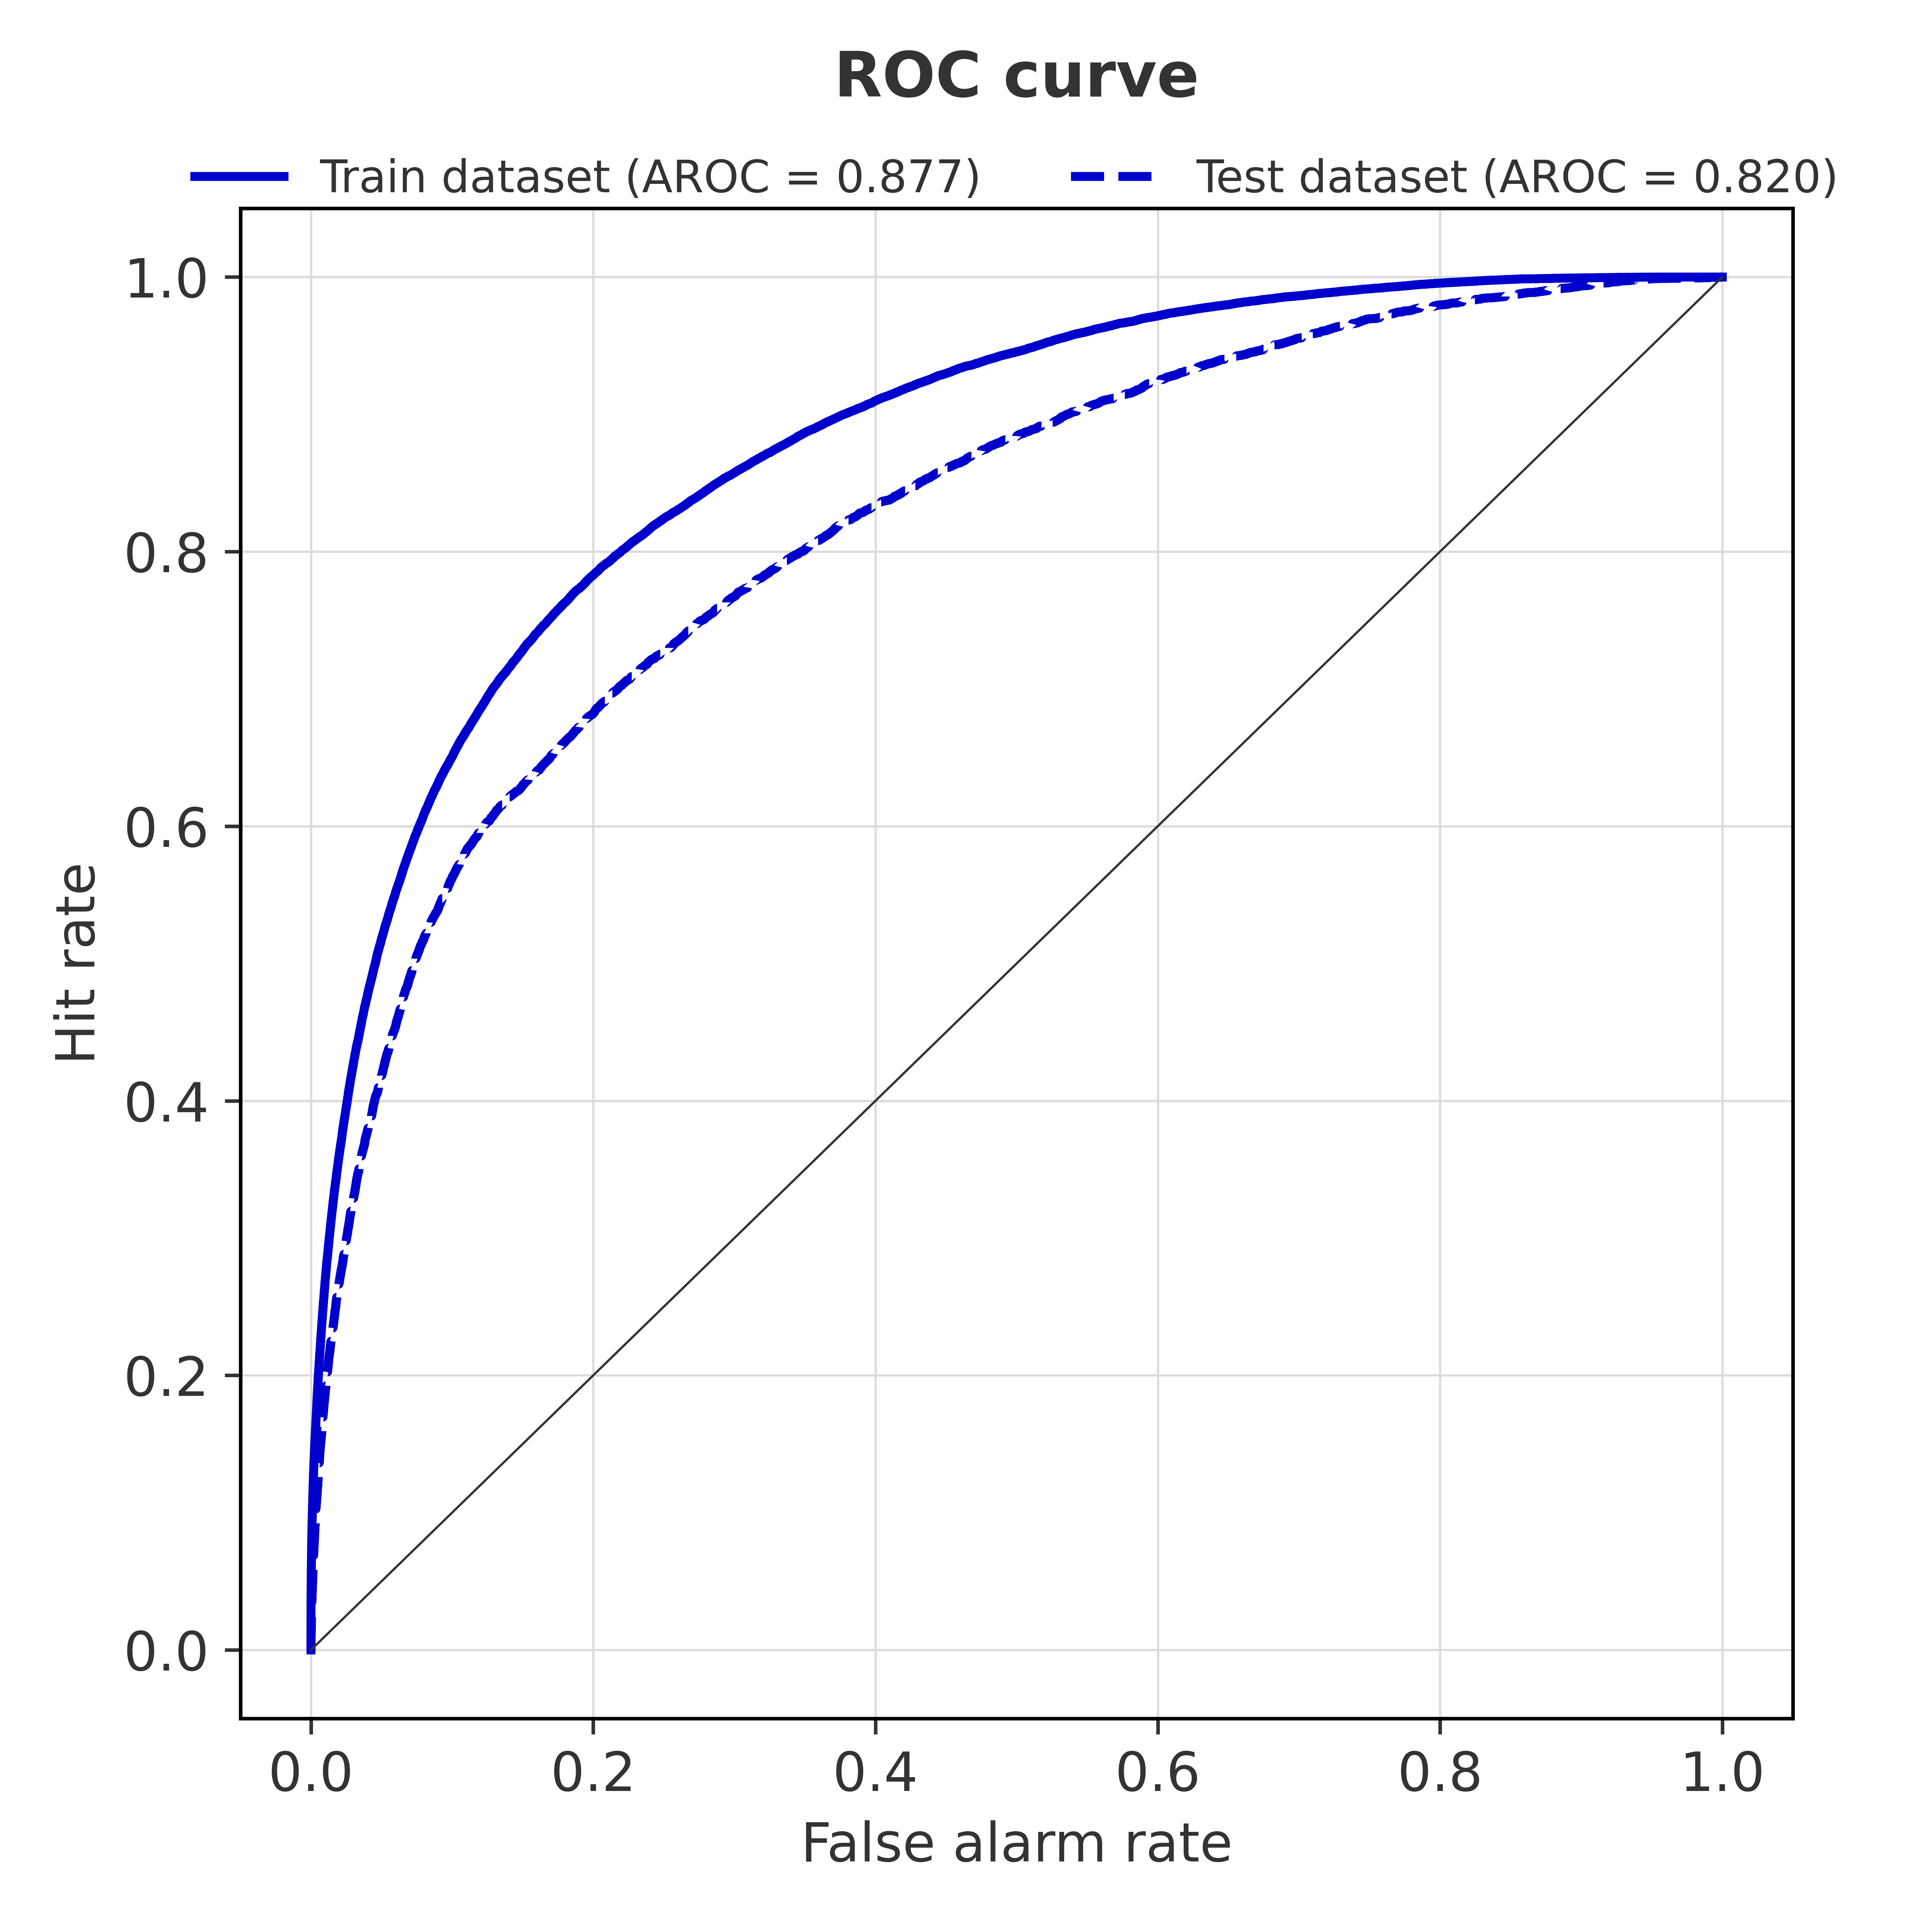 ROC curve
Train dataset (AROC = 0.877) Test dataset (AROC = 0.820)
1.0
0.8
0.6
0.4
0.2
0.0
Hit rate
0.0 0.2 0.4 0.6 0.8 1.0
False alarm rate